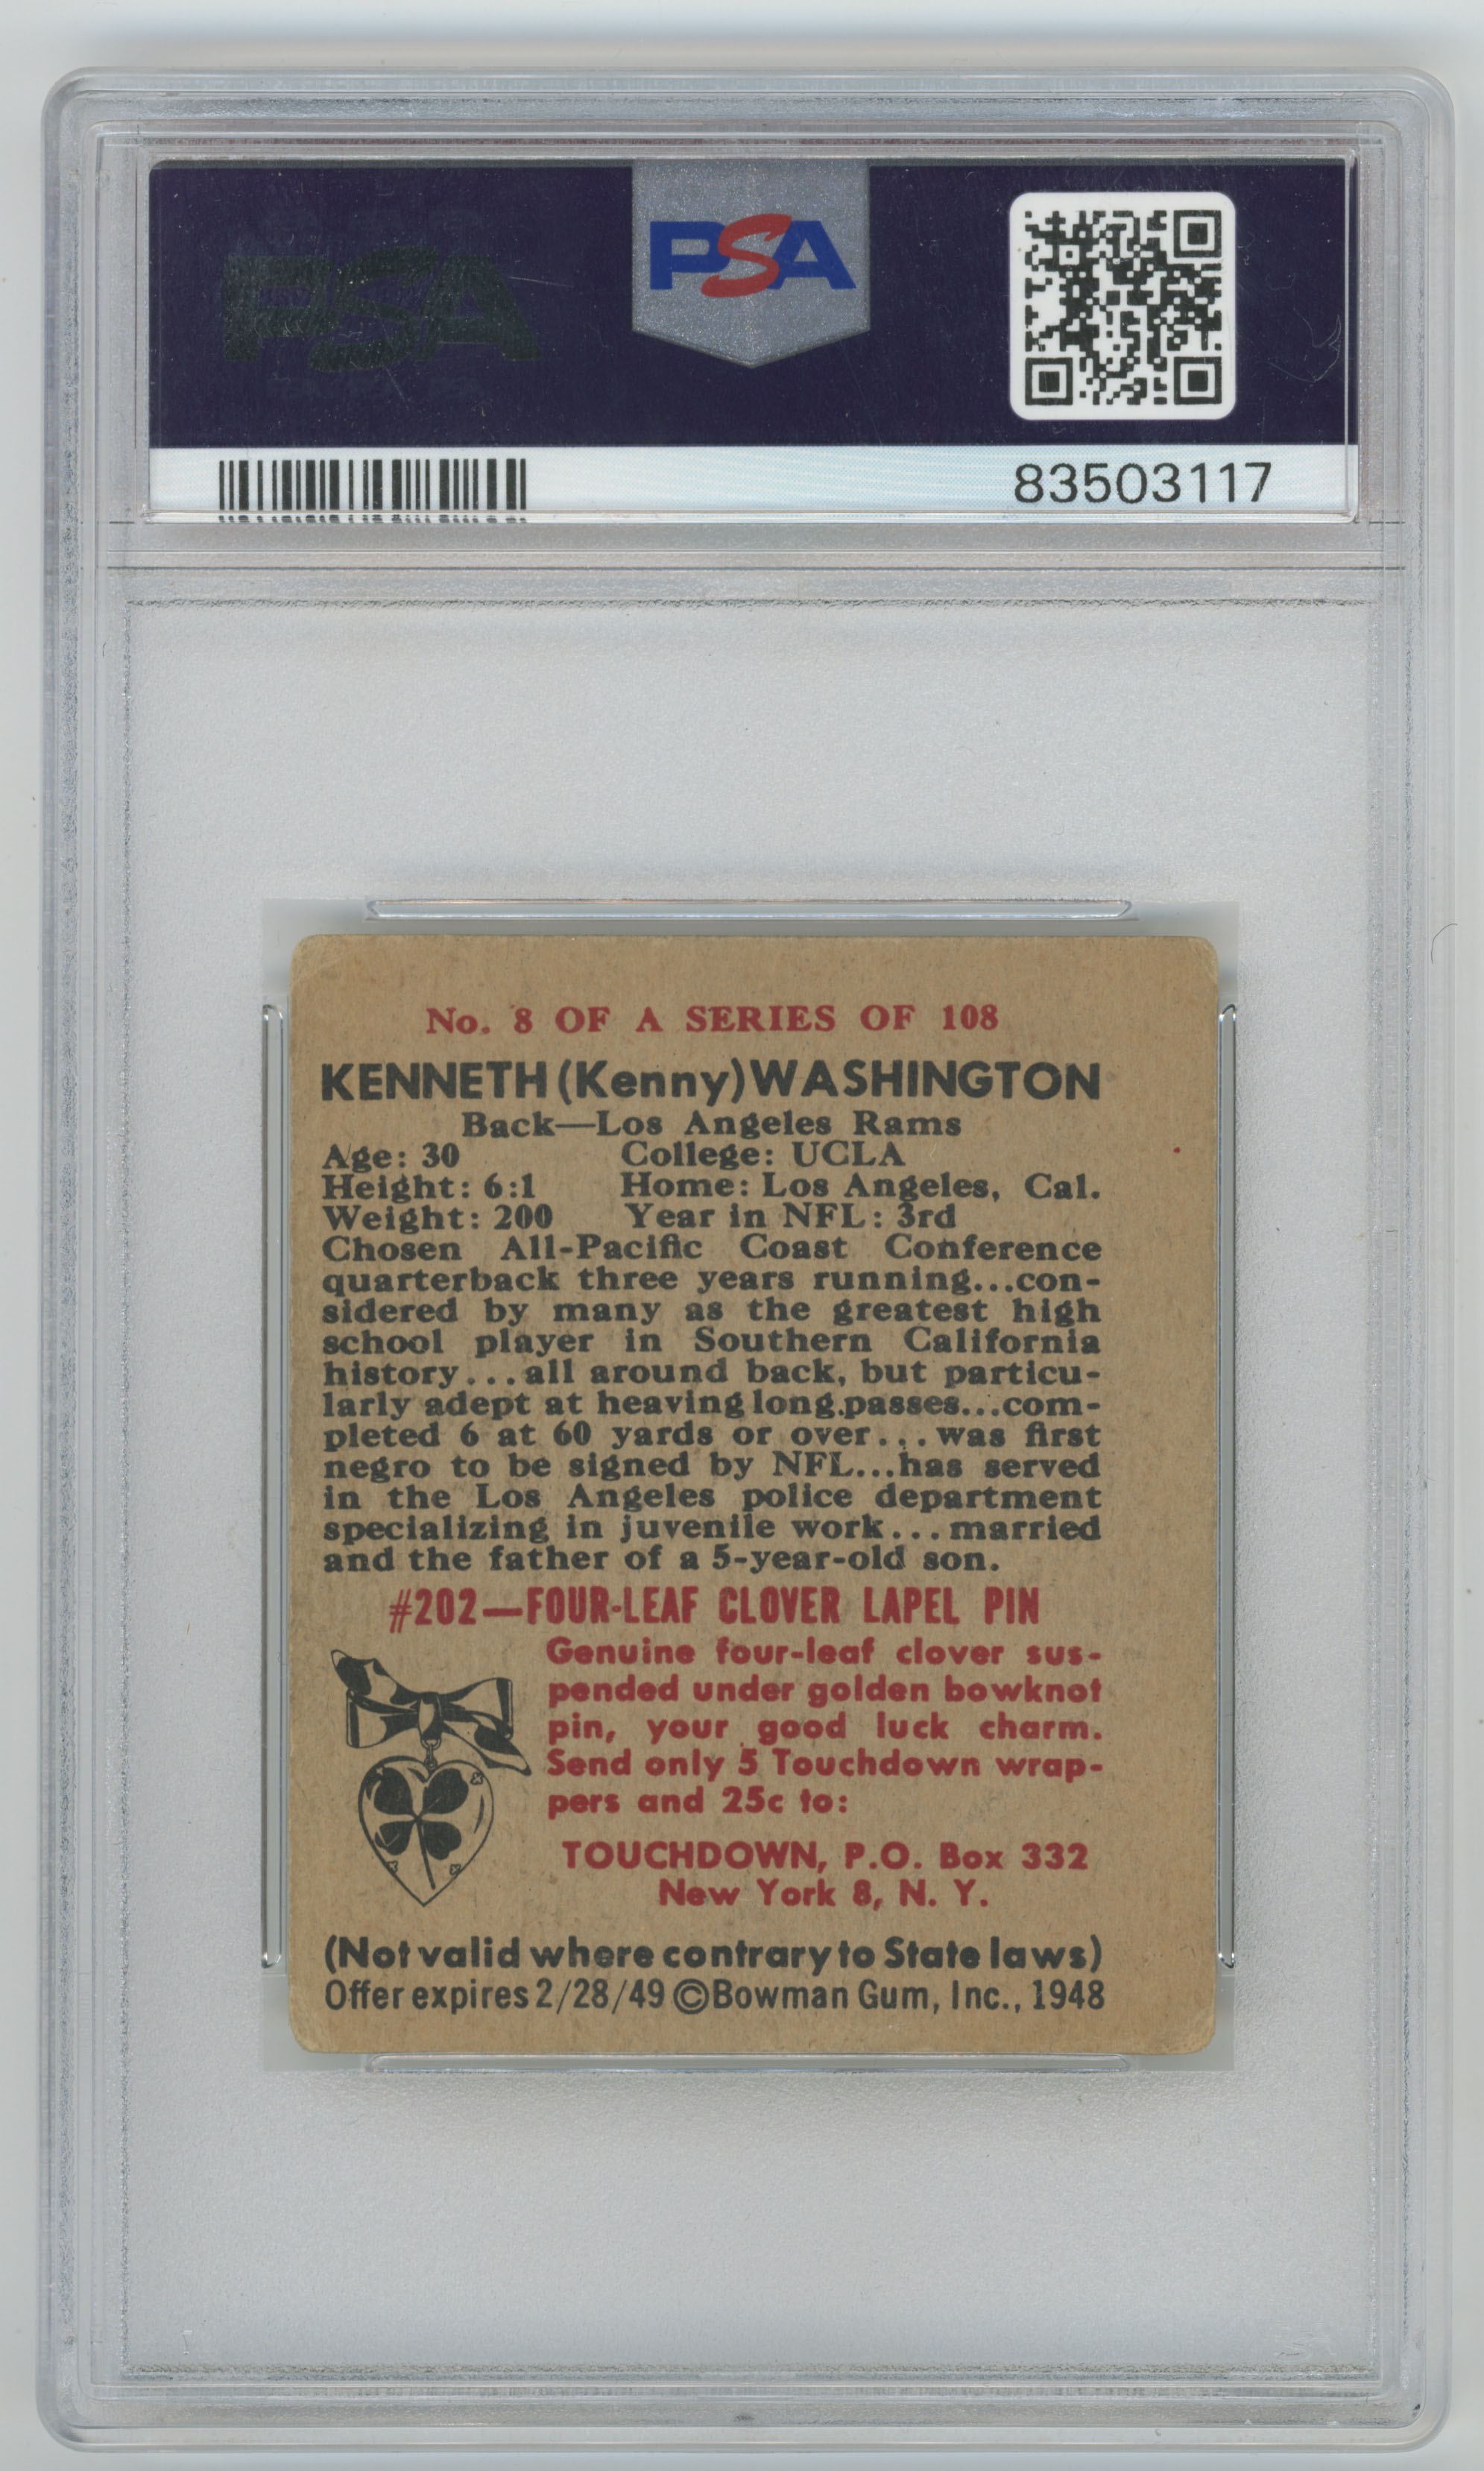 PSA
PSA
83503117
No. 8 OF A SERIES OF 108
KENNETH (Kenny) WASHINGTON
Back—Los Angeles Rams
Age: 30 College: UCLA
Height: 6:1 Home: Los Angeles, Cal.
Weight: 200 Year in NFL: 3rd
Chosen All-Pacific Coast Conference
quarterback three years running...con-
sidered by many as the greatest high
school player in Southern California
history...all around back, but particu-
larly adept at heaving long.passes...com-
pleted 6 at 60 yards or over...was first
negro to be signed by NFL...has served
in the Los Angeles police department
specializing in juvenile work...married
and the father of a 5-year-old son.
#202—FOUR-LEAF CLOVER LAPEL PIN
Genuine four-leaf clover sus-
pended under golden bowknot
pin, your good luck charm.
Send only 5 Touchdown wrap-
pers and 25c to:
TOUCHDOWN, P.O. Box 332
New York 8, N. Y.
(Not valid where contrary to State laws)
Offer expires 2/28/49 ©Bowman Gum, Inc., 1948